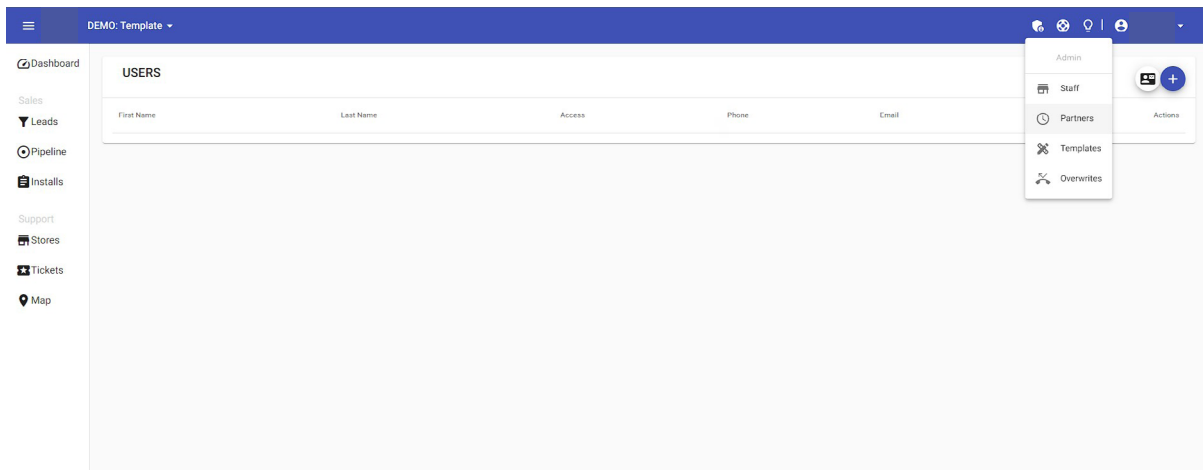 DEMO: Template
Dashboard
Sales
Leads
Pipeline
Installs
Support
Stores
Tickets
Map
USERS
First Name Last Name Access Phone Email Actions
Admin
Staff
Partners
Templates
Overwrites